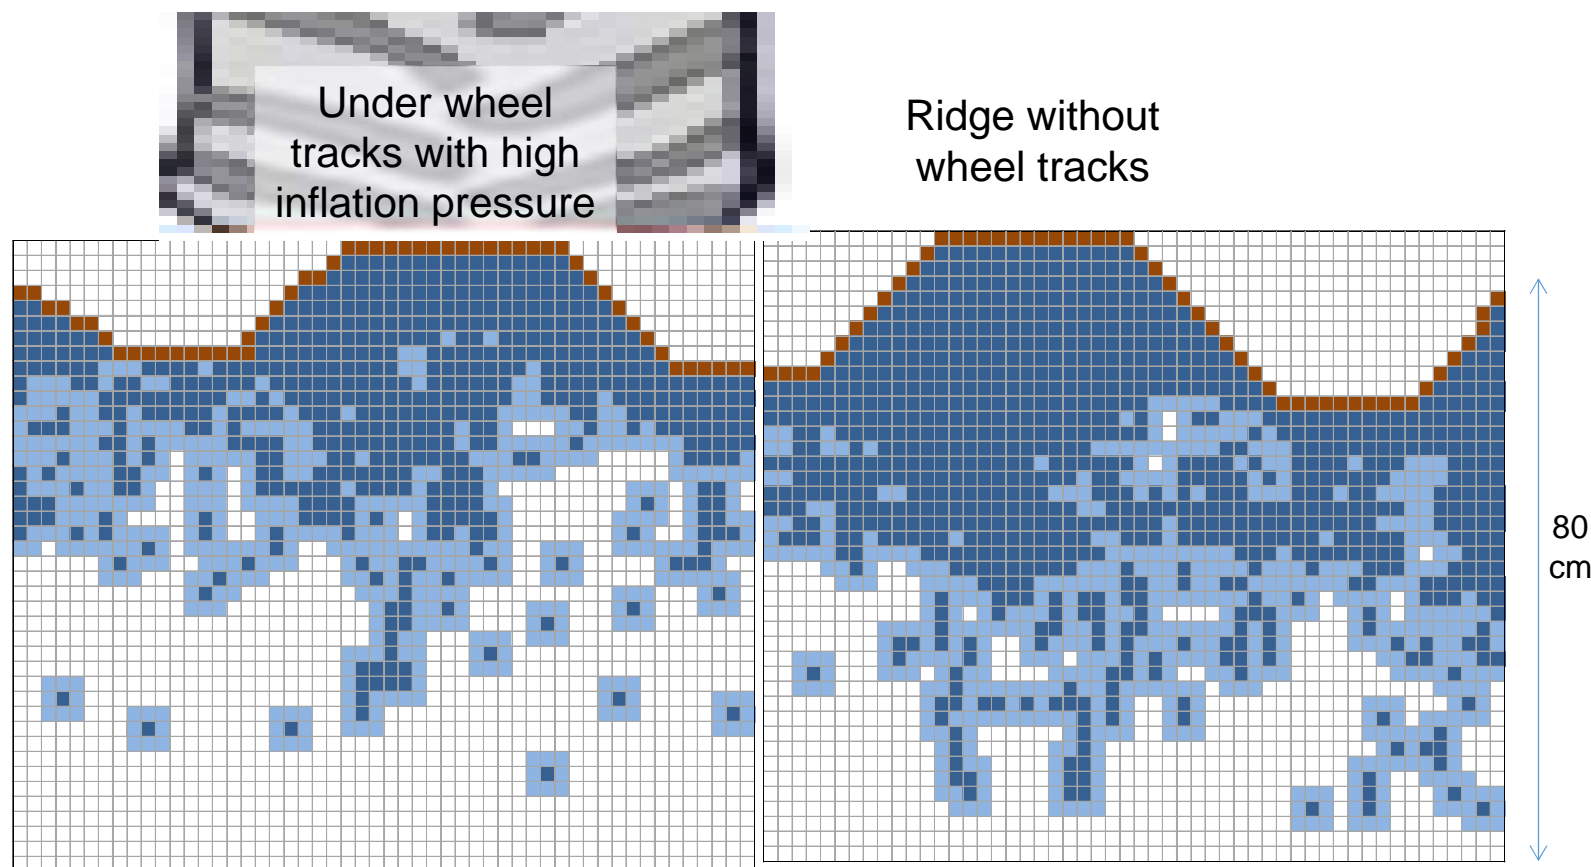 Under wheel
tracks with high
inflation pressure
Ridge without
wheel tracks
80
cm